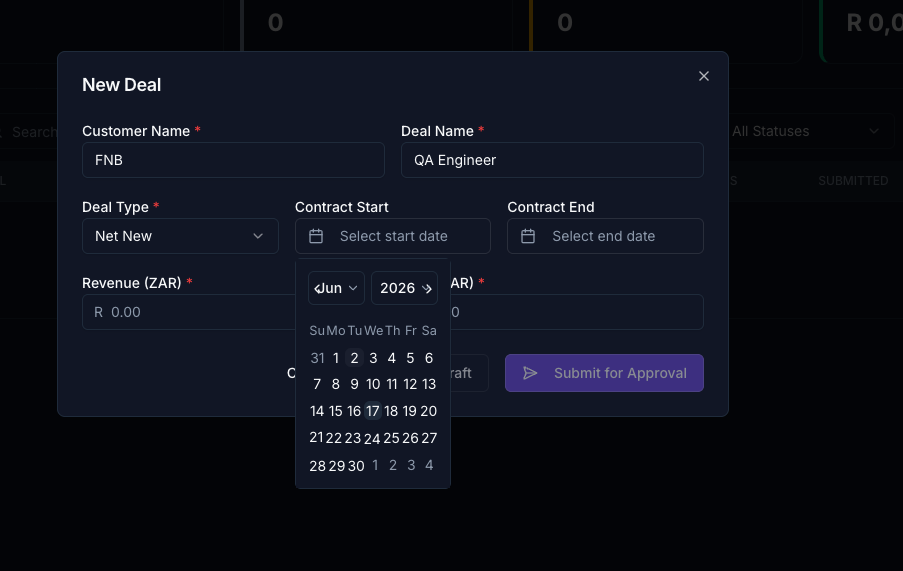 0
0
R 0,0
New Deal
Customer Name *
Deal Name *
Search
FNB
QA Engineer
All Statuses
L
S
SUBMITTED
Deal Type *
Contract Start
Contract End
Net New
Select start date
Select end date
Revenue (ZAR) *
AR) *
Jun
2026
R 0.00
0
Su Mo Tu We Th Fr Sa
31 1 2 3 4 5 6
7 8 9 10 11 12 13
14 15 16 17 18 19 20
21 22 23 24 25 26 27
28 29 30 1 2 3 4
C
raft
Submit for Approval